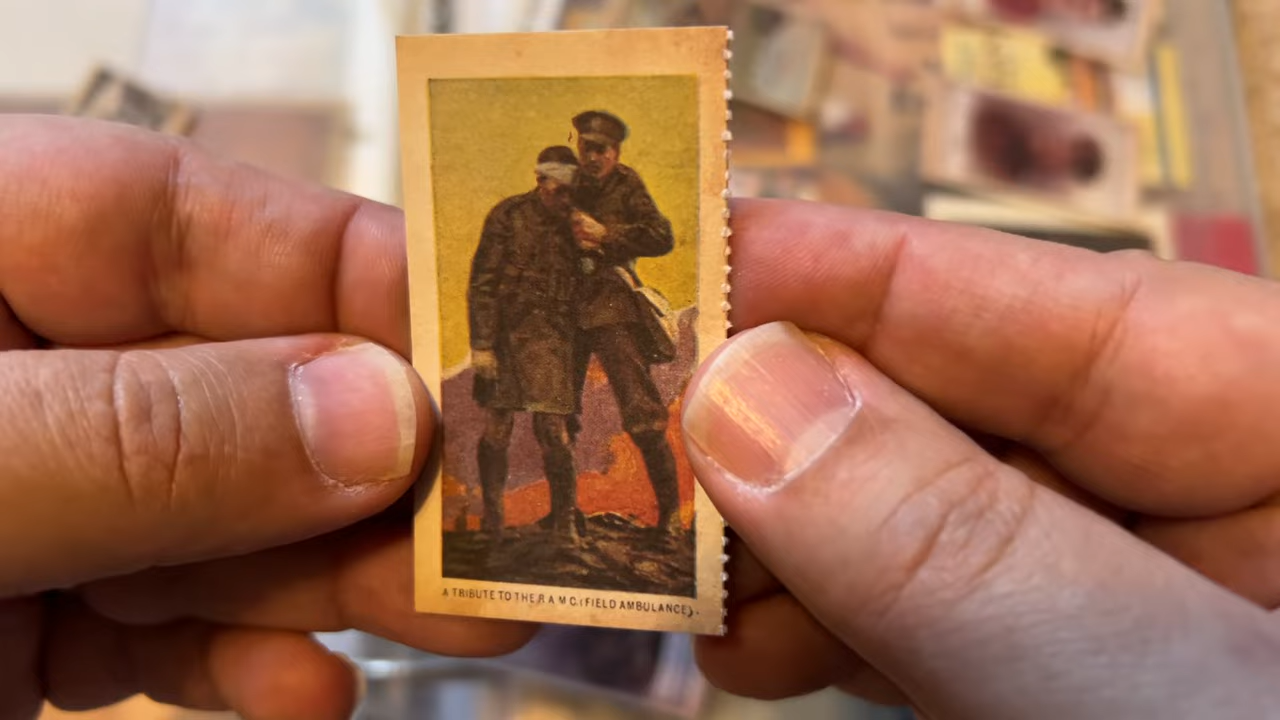 A TRIBUTE TO THE R A M C. (FIELD AMBULANCE).